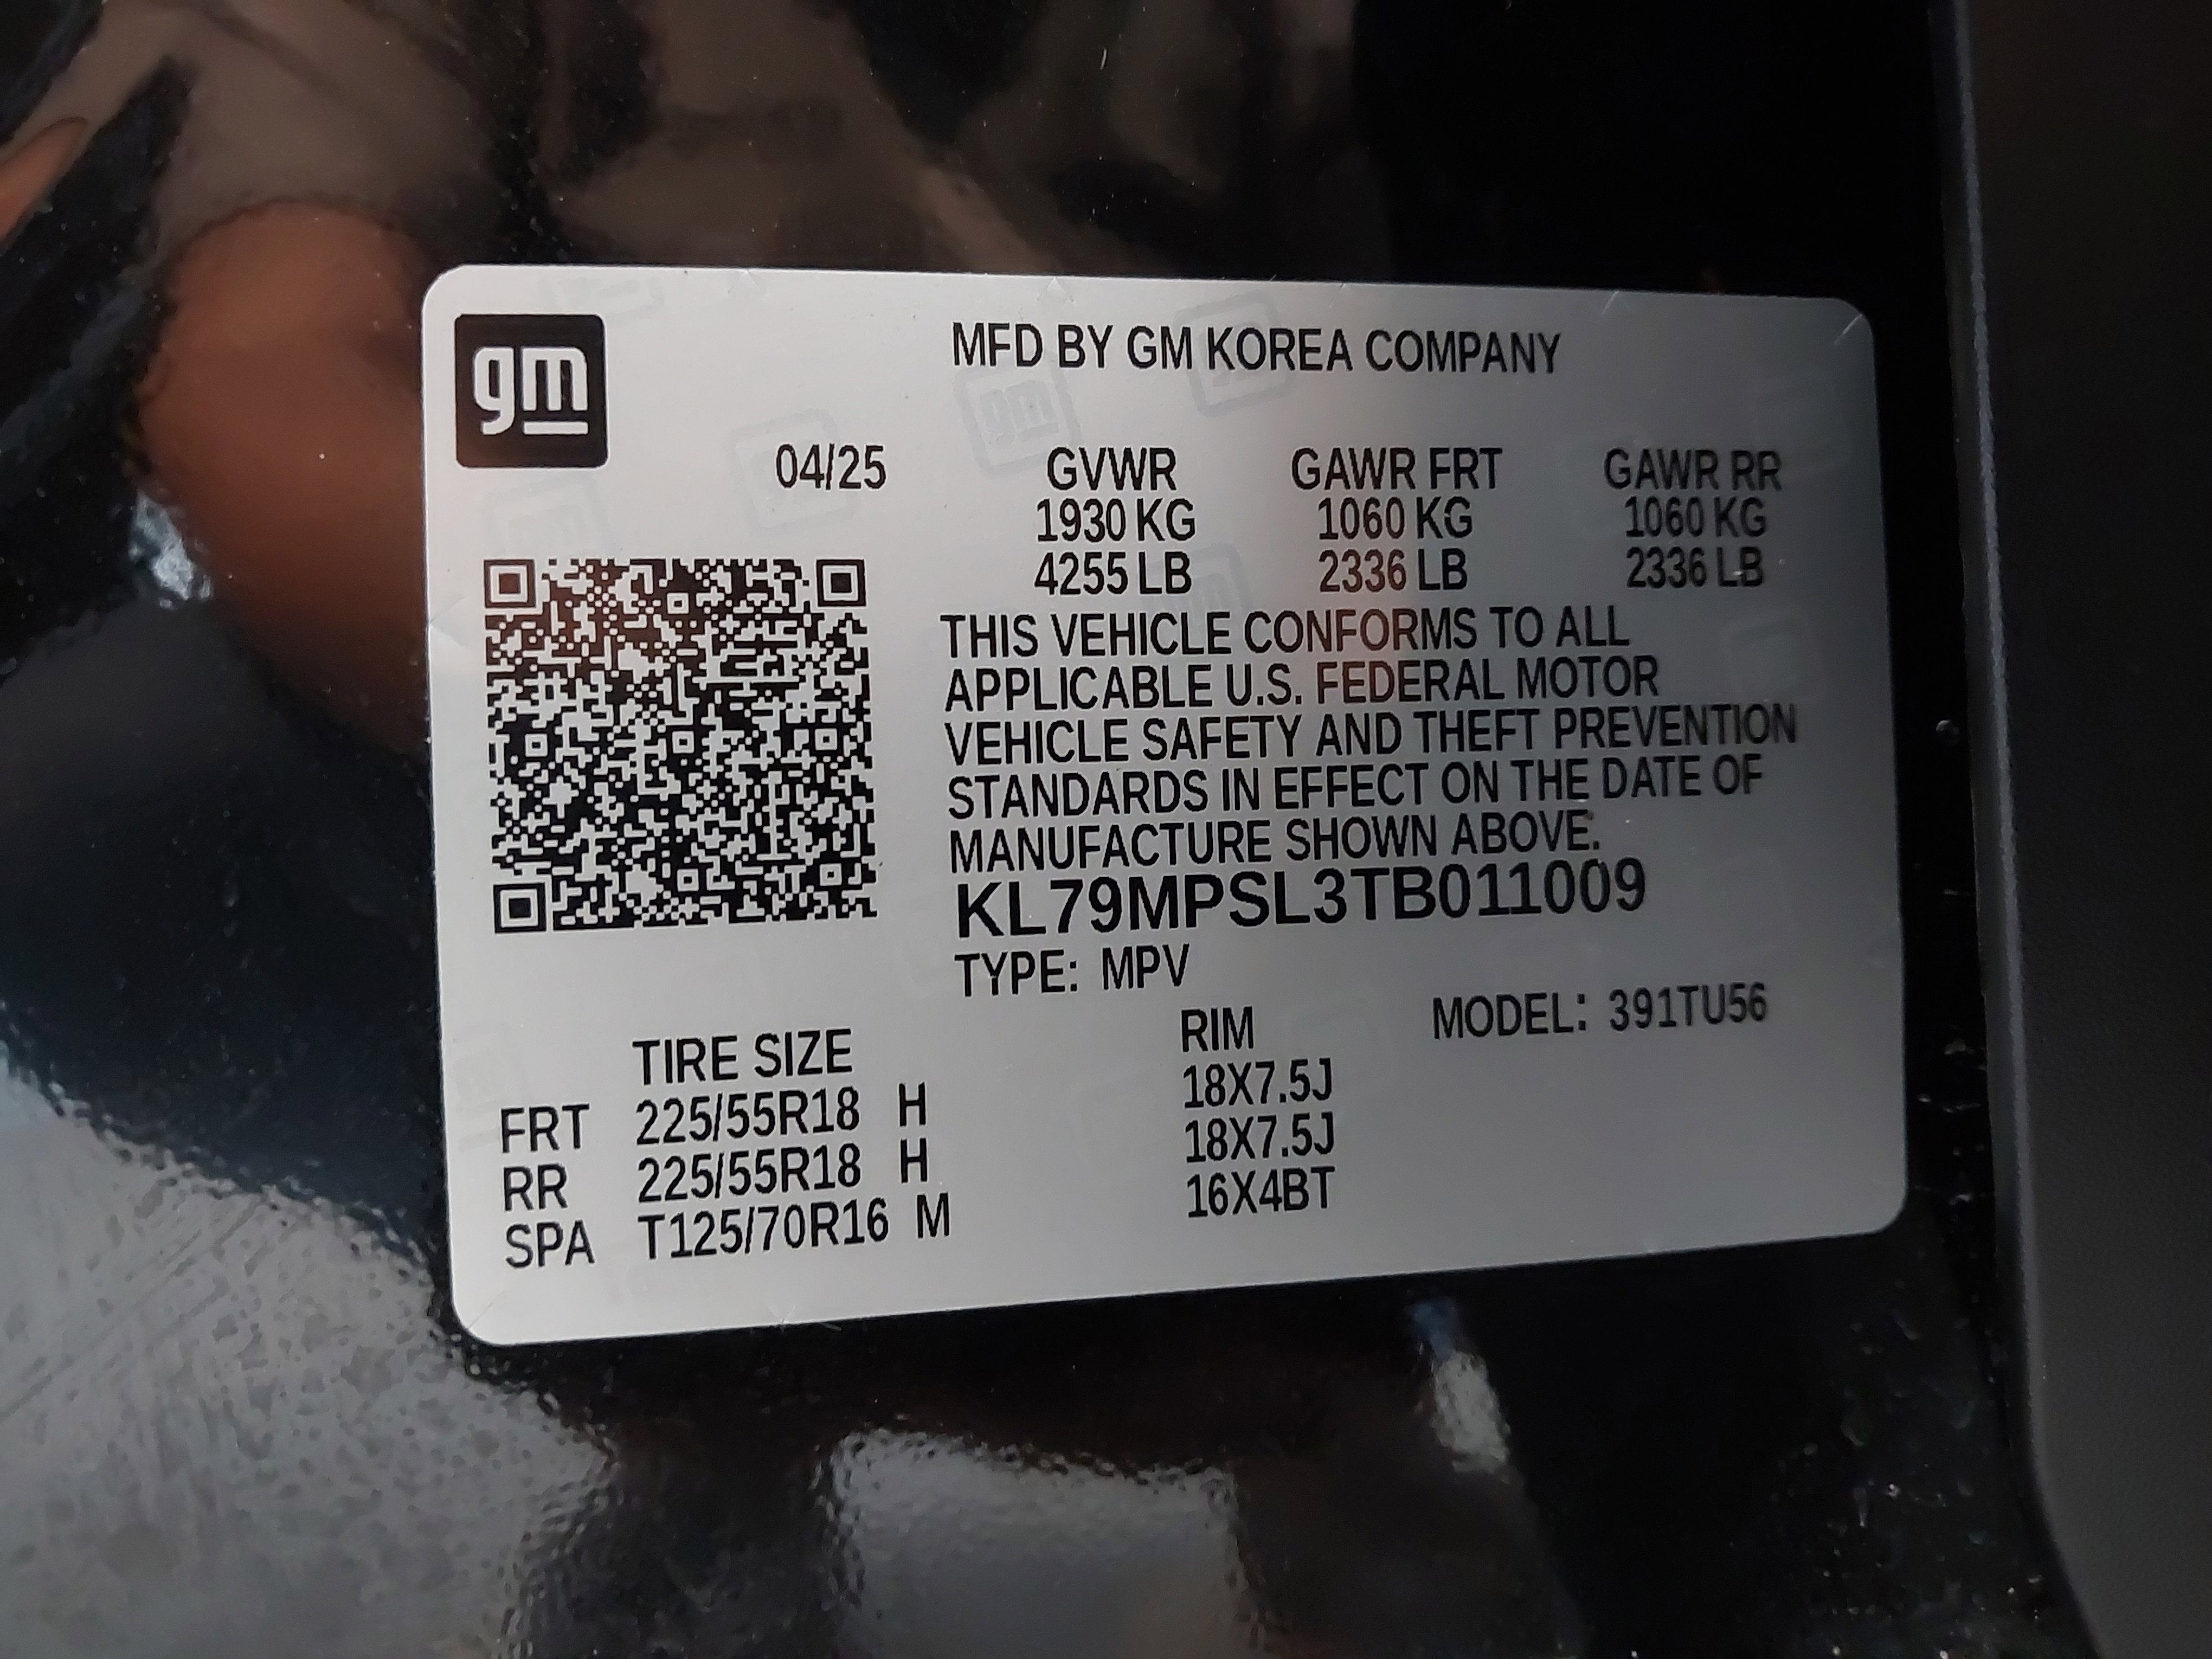 gm
MFD BY GM KOREA COMPANY
04/25 GVWR GAWR FRT GAWR RR
1930 KG 1060 KG 1060 KG
4255 LB 2336 LB 2336 LB
THIS VEHICLE CONFORMS TO ALL
APPLICABLE U.S. FEDERAL MOTOR
VEHICLE SAFETY AND THEFT PREVENTION
STANDARDS IN EFFECT ON THE DATE OF
MANUFACTURE SHOWN ABOVE.
KL79MPSL3TB011009
TYPE: MPV
MODEL: 391TU56
TIRE SIZE RIM
FRT 225/55R18 H 18X7.5J
RR 225/55R18 H 18X7.5J
SPA T125/70R16 M 16X4BT